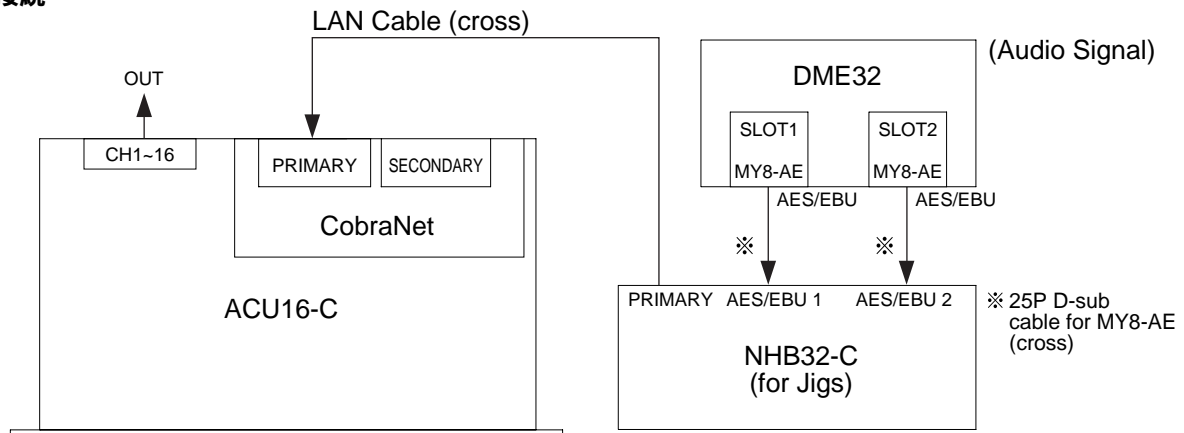 LAN Cable (cross)
(Audio Signal)
DME32
OUT
SLOT1
SLOT2
CH1~16
PRIMARY
SECONDARY
MY8-AE
MY8-AE
AES/EBU
AES/EBU
CobraNet
※
※
PRIMARY AES/EBU 1 AES/EBU 2
※ 25P D-sub
cable for MY8-AE
(cross)
ACU16-C
NHB32-C
(for Jigs)